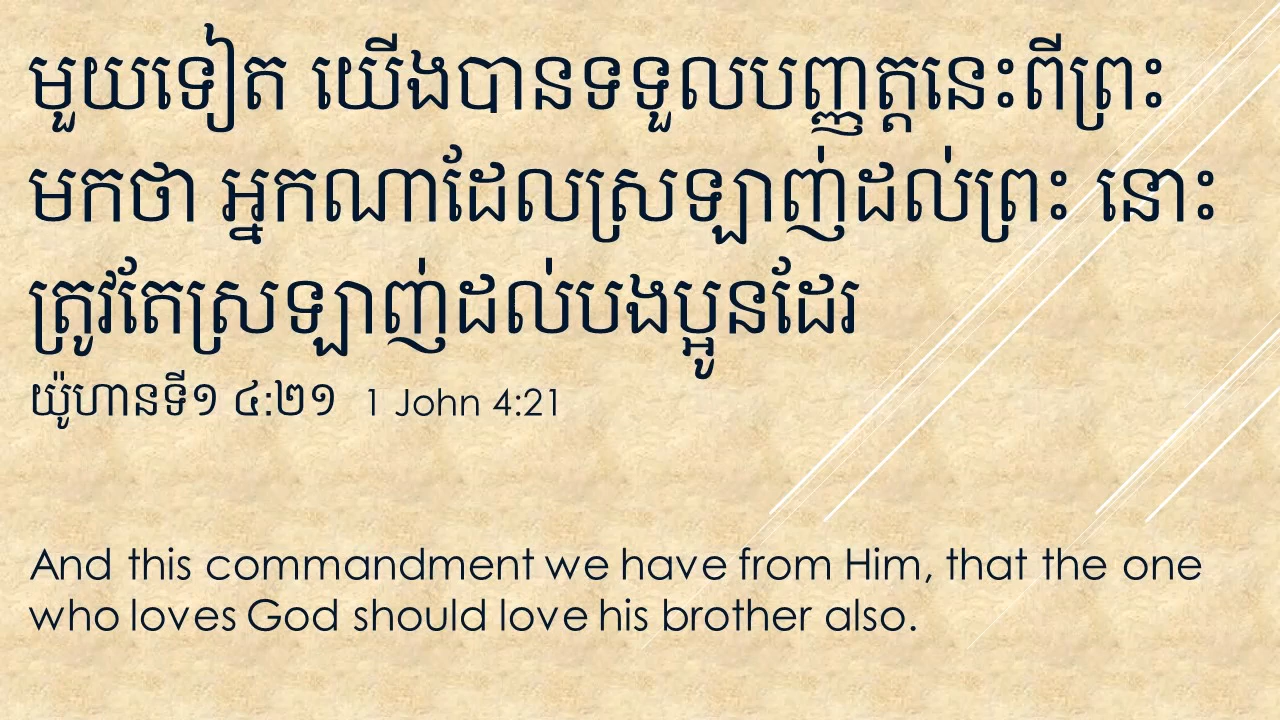 មួយទៀត យើងបានទទួលបញ្ញត្តនេះពីព្រះ
មកថា អ្នកណាដែលស្រឡាញ់ដល់ព្រះ នោះ
ត្រូវតែស្រឡាញ់ដល់បងប្អូនដែរ
យ៉ូហានទី១ ៤:២១ 1 John 4:21
And this commandment we have from Him, that the one
who loves God should love his brother also.